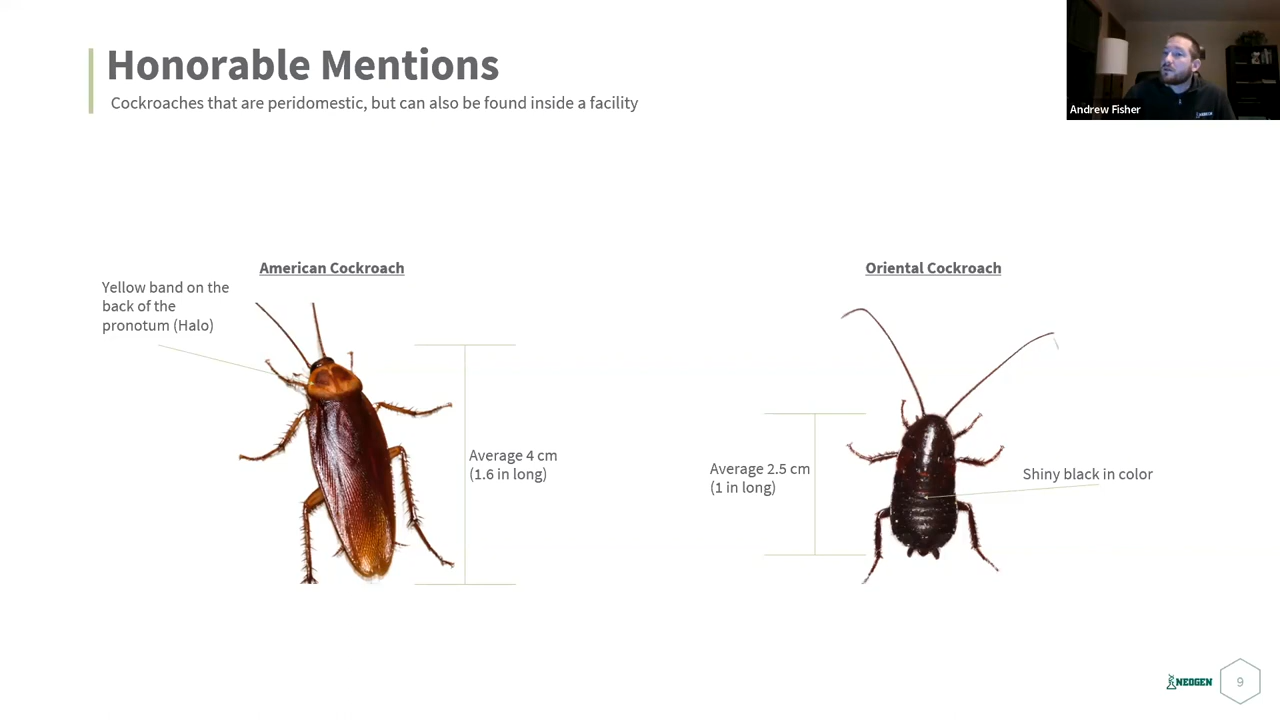 Honorable Mentions
Cockroaches that are peridomestic, but can also be found inside a facility
Andrew Fisher
American Cockroach
Yellow band on the
back of the
pronotum (Halo)
Average 4 cm
(1.6 in long)
Oriental Cockroach
Average 2.5 cm
(1 in long)
Shiny black in color
NEOGEN
9